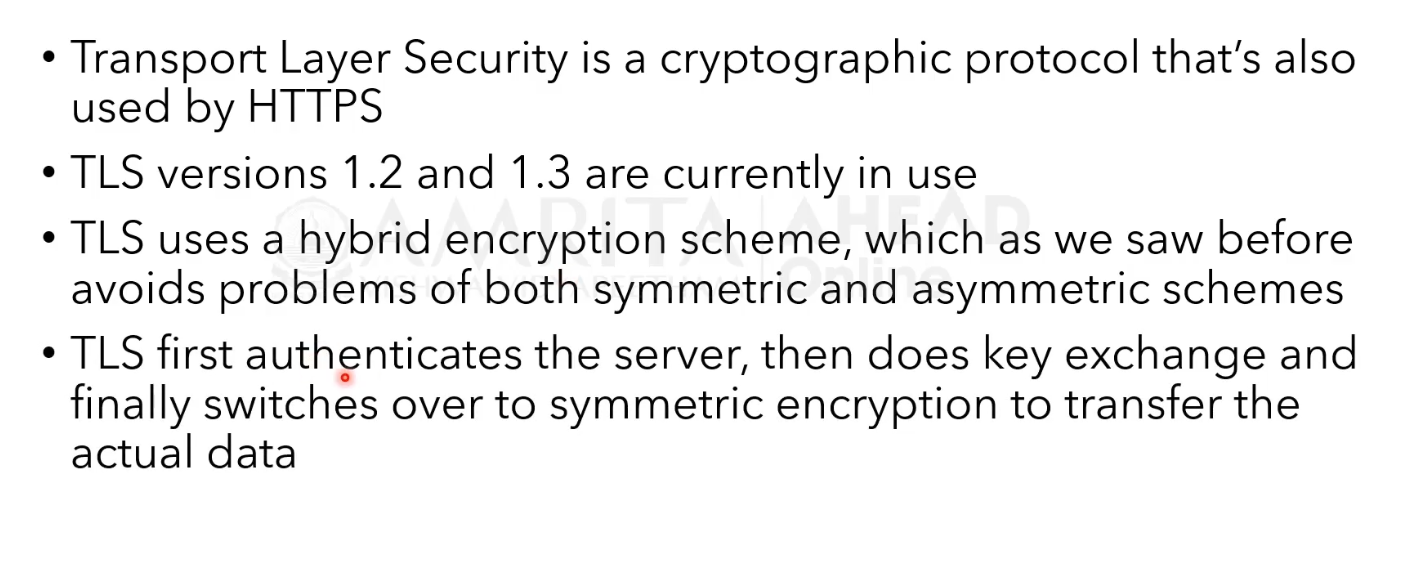 • Transport Layer Security is a cryptographic protocol that’s also
used by HTTPS
• TLS versions 1.2 and 1.3 are currently in use
• TLS uses a hybrid encryption scheme, which as we saw before
avoids problems of both symmetric and asymmetric schemes
• TLS first authenticates the server, then does key exchange and
finally switches over to symmetric encryption to transfer the
actual data
AMRITA AHEAD
Online